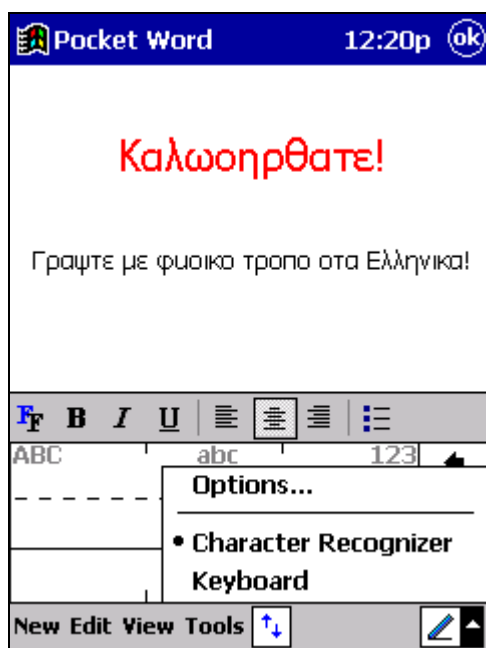 Pocket Word 12:20p ok
Καλωσηρθατε!
Γραψτε με φυσικο τροπο στα Ελληνικα!
FF B I U
ABC abc 123
Options...
Character Recognizer
Keyboard
New Edit View Tools